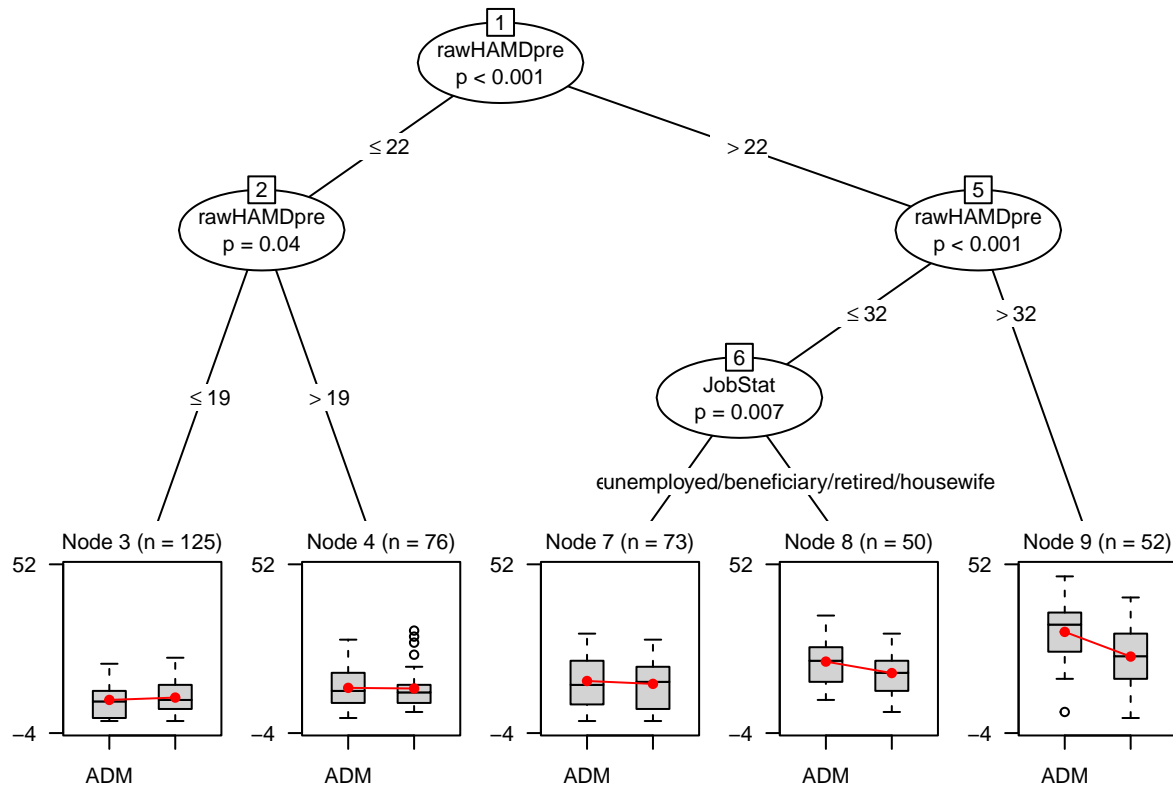 1
rawHAMDpre
p < 0.001
≤ 22
> 22
2
rawHAMDpre
p = 0.04
5
rawHAMDpre
p < 0.001
≤ 32
> 32
6
JobStat
p = 0.007
≤ 19
> 19
unemployed/beneficiary/retired/housewife
Node 3 (n = 125)
Node 4 (n = 76)
Node 7 (n = 73)
Node 8 (n = 50)
Node 9 (n = 52)
52
52
52
52
52
−4
−4
−4
−4
−4
ADM
ADM
ADM
ADM
ADM